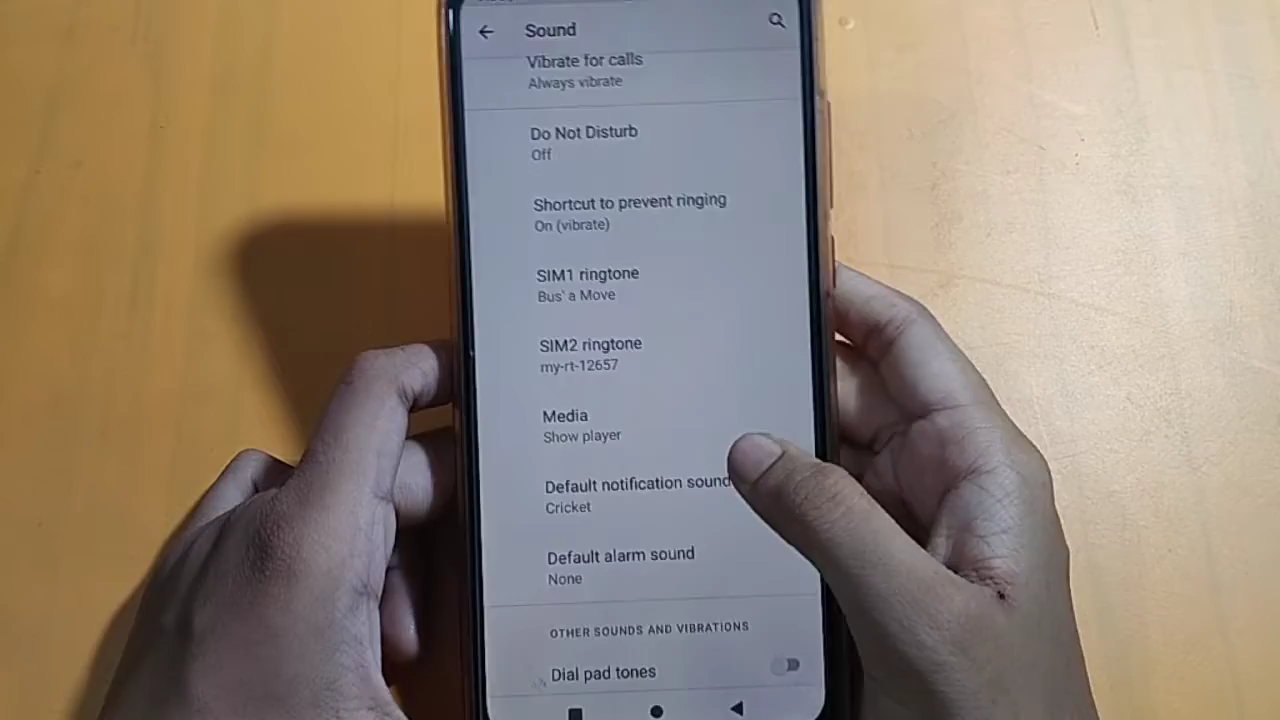 Sound
Vibrate for calls
Always vibrate
Do Not Disturb
Off
Shortcut to prevent ringing
On (vibrate)
SIM1 ringtone
Bus' a Move
SIM2 ringtone
my-rt-12657
Media
Show player
Default notification sound
Cricket
Default alarm sound
None
OTHER SOUNDS AND VIBRATIONS
Dial pad tones